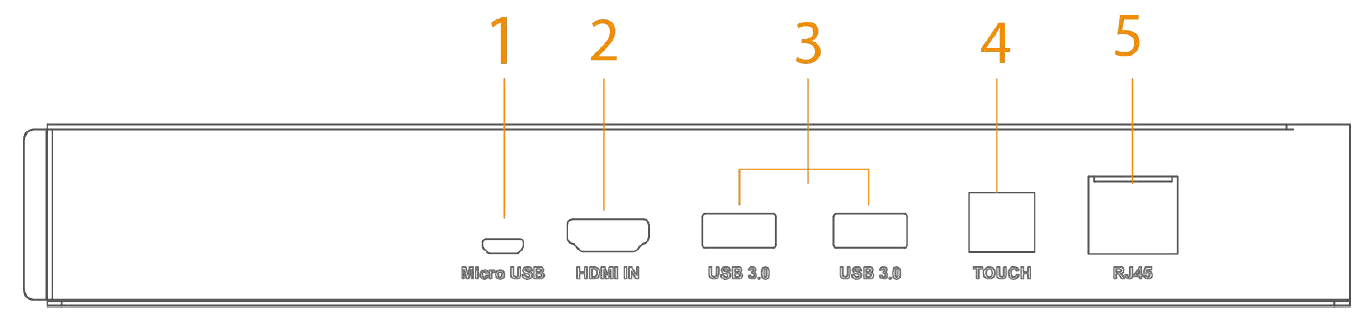 1 2 3 4 5
Micro USB HDMI IN USB 3.0 USB 3.0 TOUCH RJ45